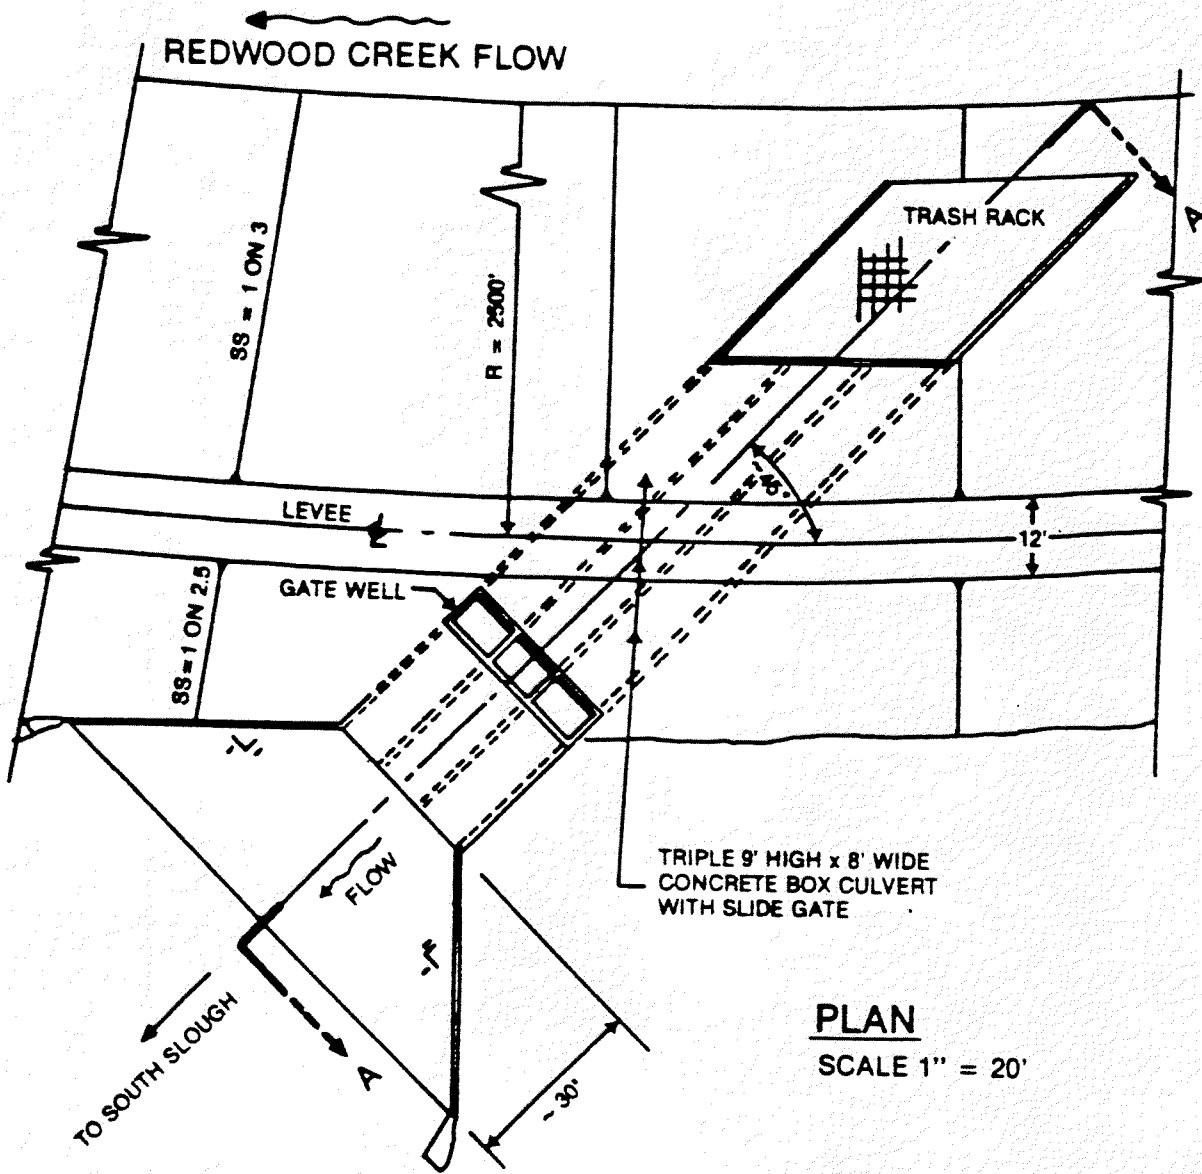 REDWOOD CREEK FLOW
TRASH RACK
A
SS = 1 ON 3
R = 2500'
45°
LEVEE
12'
GATE WELL
SS = 1 ON 2.5
FLOW
TRIPLE 9' HIGH x 8' WIDE
CONCRETE BOX CULVERT
WITH SLIDE GATE
TO SOUTH SLOUGH
A
~ 30'
PLAN
SCALE 1" = 20'